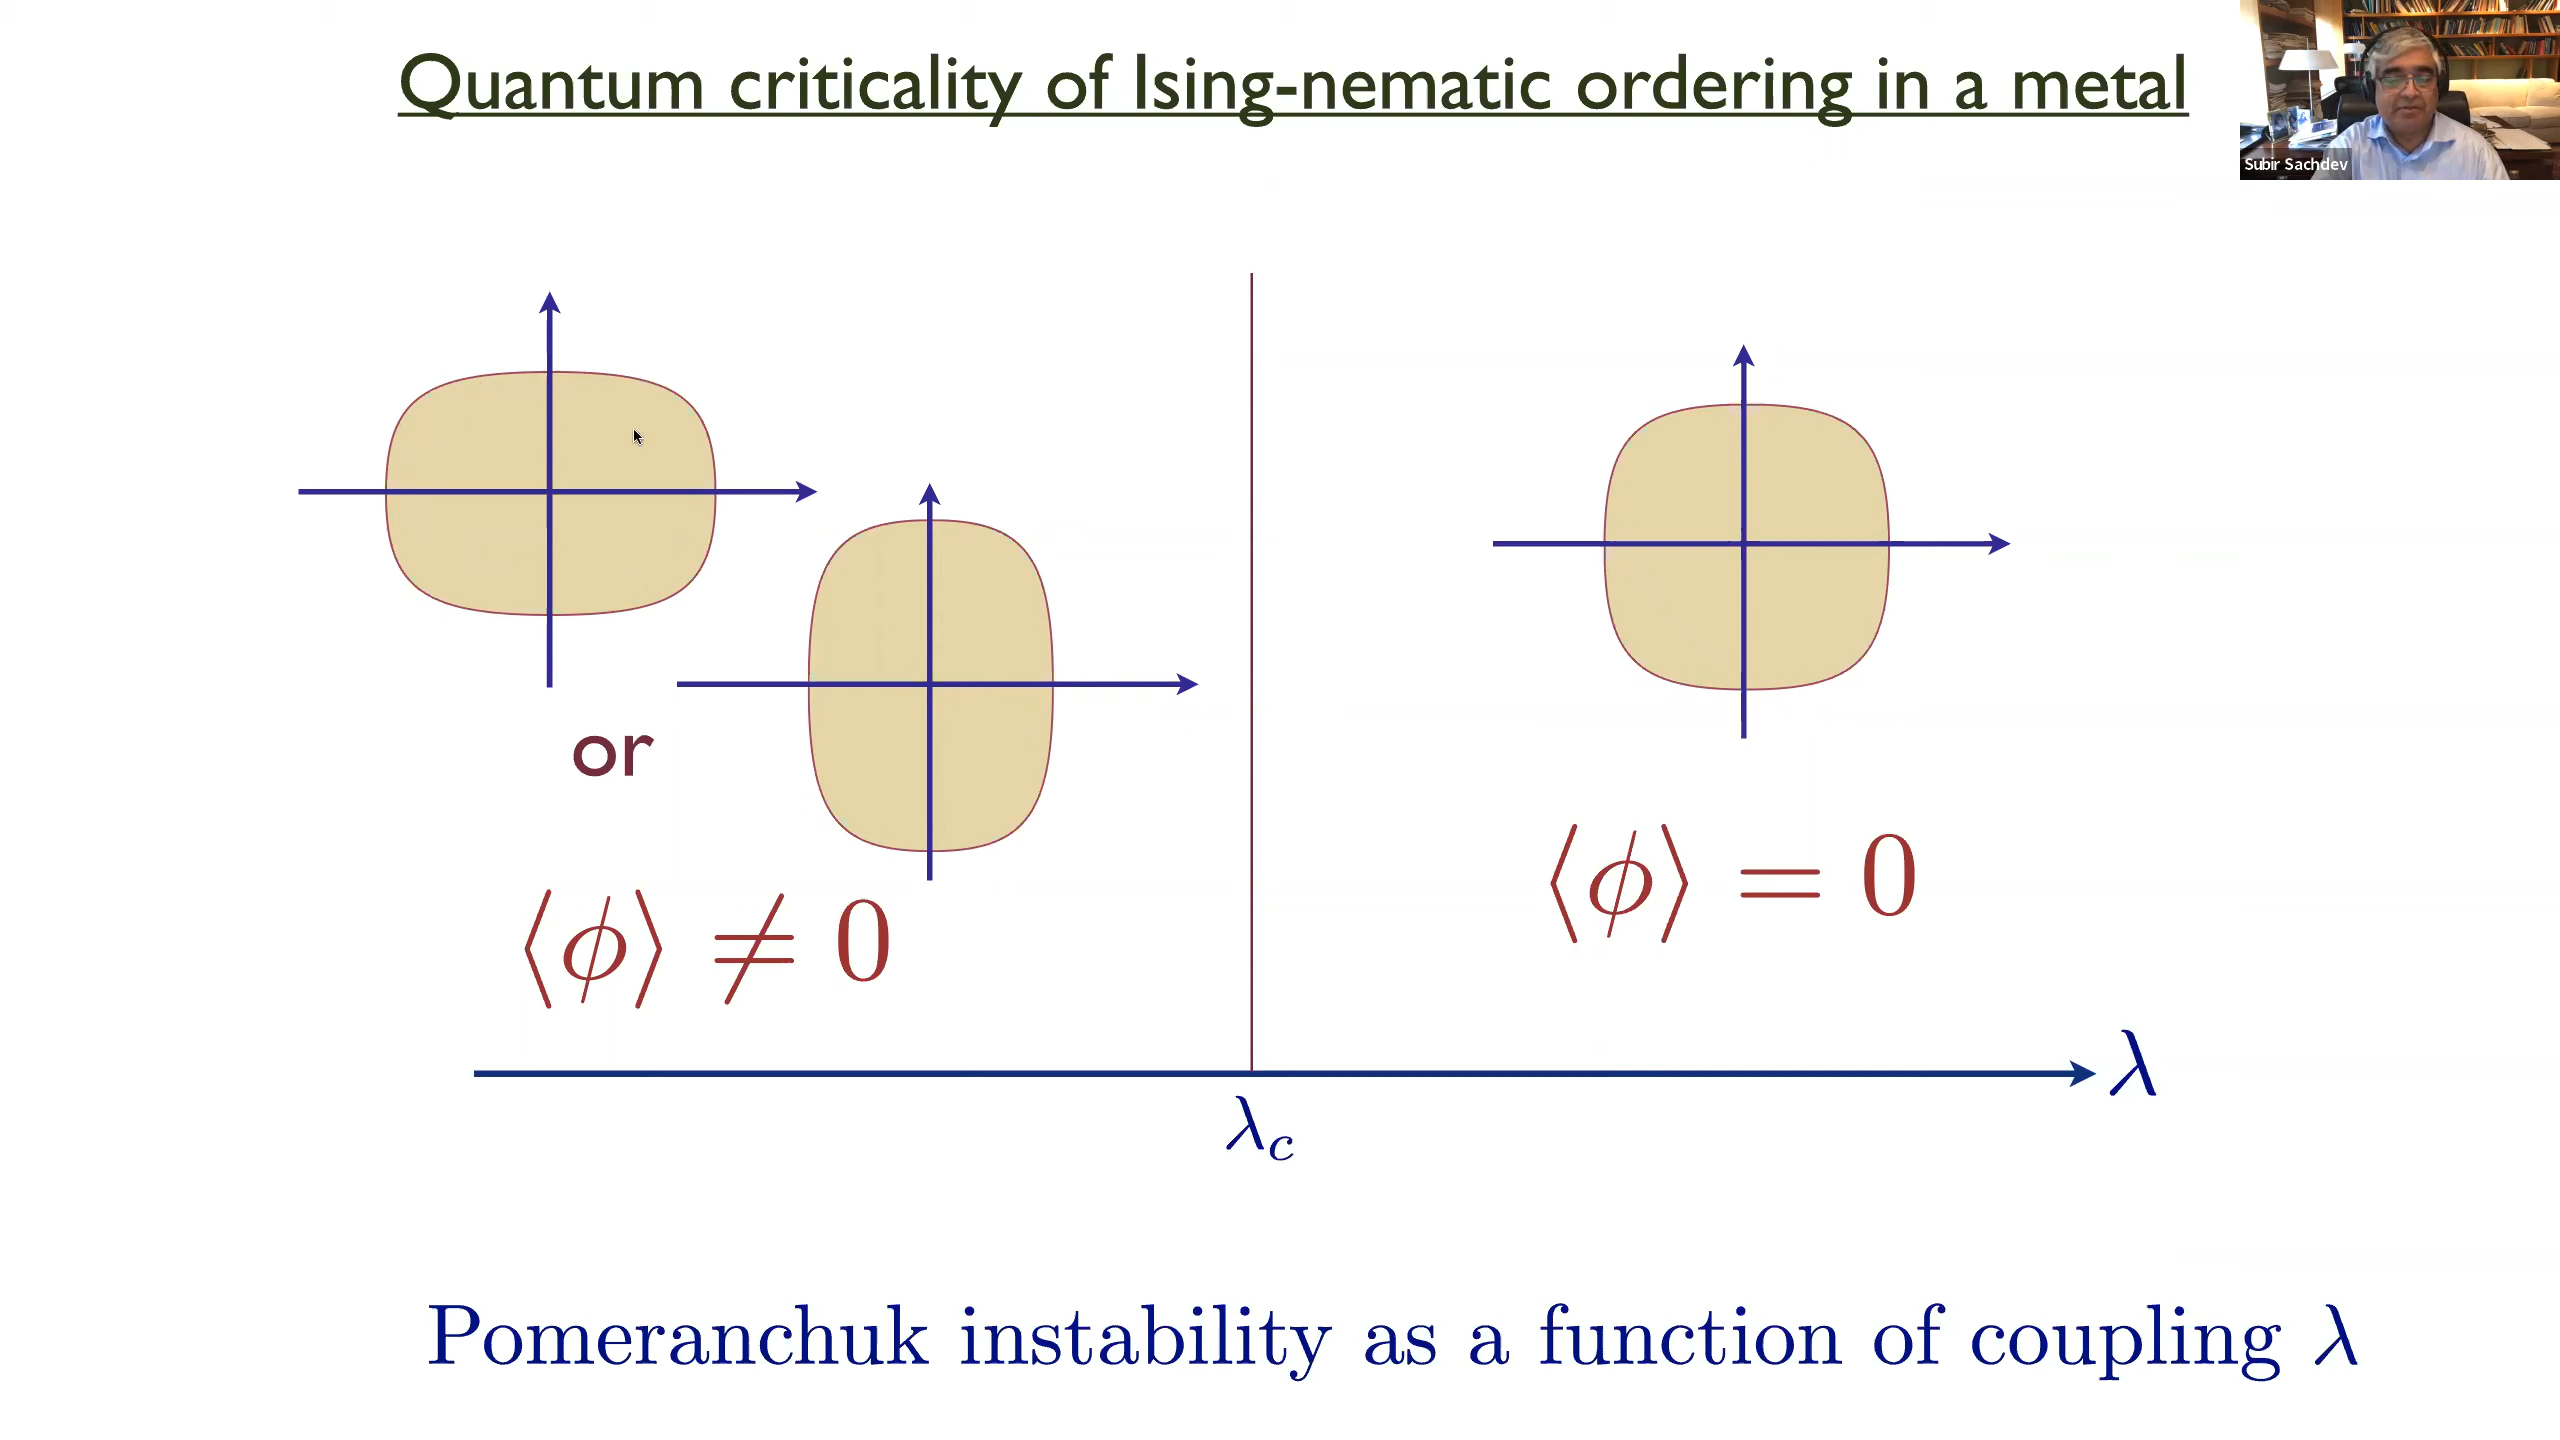 Quantum criticality of Ising-nematic ordering in a metal
Subir Sachdev
or
⟨ϕ⟩ ≠ 0
⟨ϕ⟩ = 0
λ
λ_c
Pomeranchuk instability as a function of coupling λ